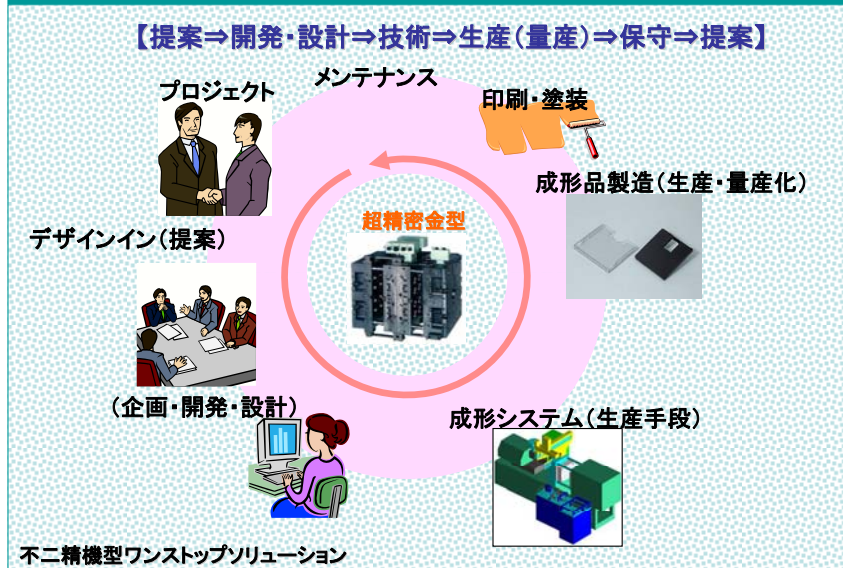 【提案⇒開発・設計⇒技術⇒生産(量産)⇒保守⇒提案】
メンテナンス
プロジェクト
印刷・塗装
成形品製造(生産・量産化)
超精密金型
デザインイン(提案)
(企画・開発・設計)
成形システム(生産手段)
不二精機型ワンストップソリューション